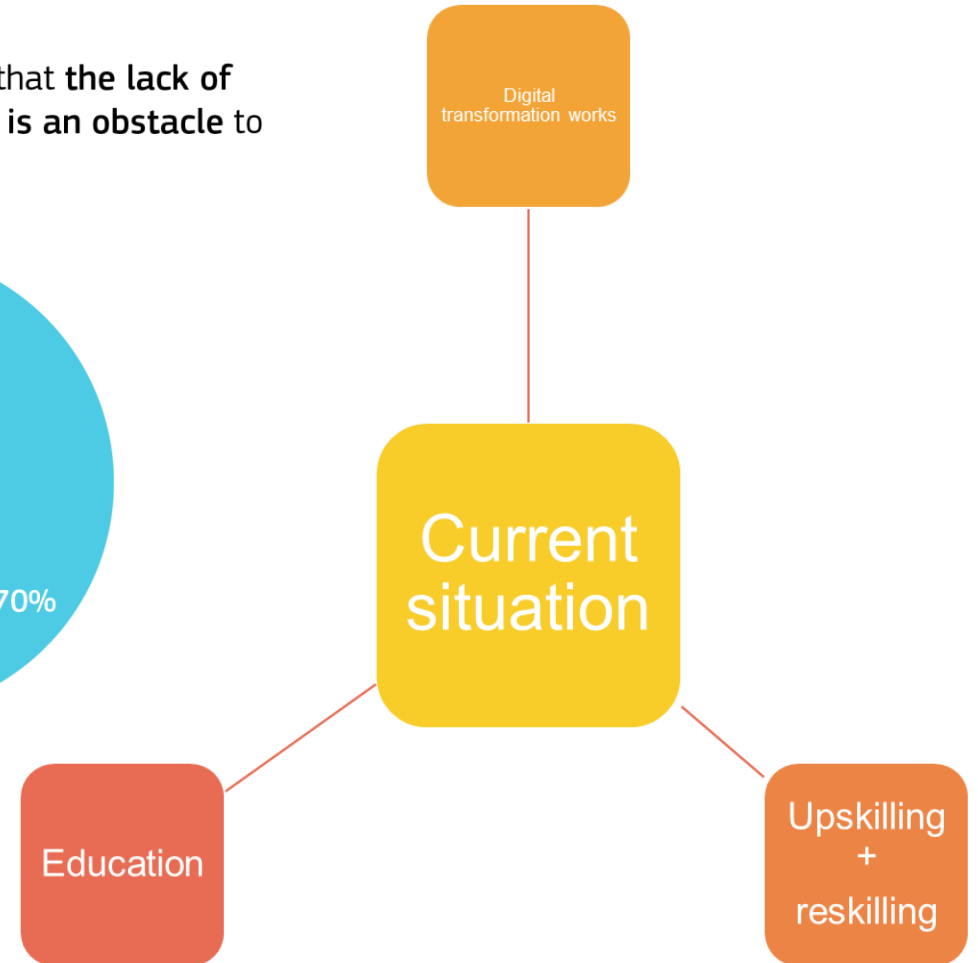 that the lack of
is an obstacle to
Digital
transformation works
Current
situation
70%
Education
Upskilling
+
reskilling